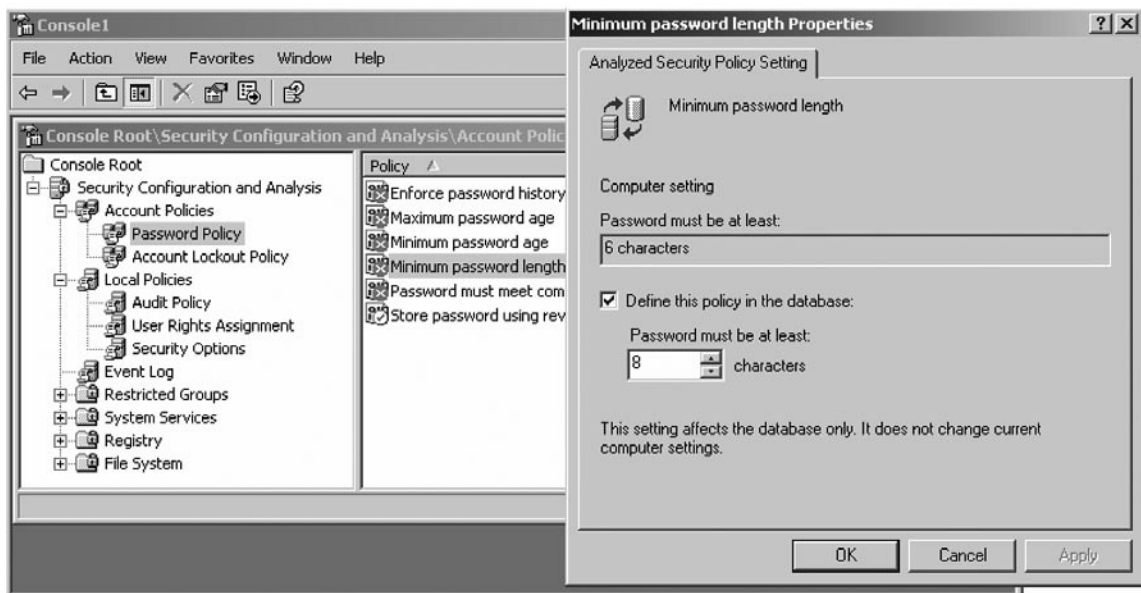 Console1
File Action View Favorites Window Help
Console Root\Security Configuration and Analysis\Account Polic
Console Root
Security Configuration and Analysis
Account Policies
Password Policy
Account Lockout Policy
Local Policies
Audit Policy
User Rights Assignment
Security Options
Event Log
Restricted Groups
System Services
Registry
File System
Policy
Enforce password history
Maximum password age
Minimum password age
Minimum password length
Password must meet com
Store password using rev
Minimum password length Properties
Analyzed Security Policy Setting
Minimum password length
Computer setting
Password must be at least:
6 characters
Define this policy in the database:
Password must be at least:
8 characters
This setting affects the database only. It does not change current
computer settings.
OK Cancel Apply